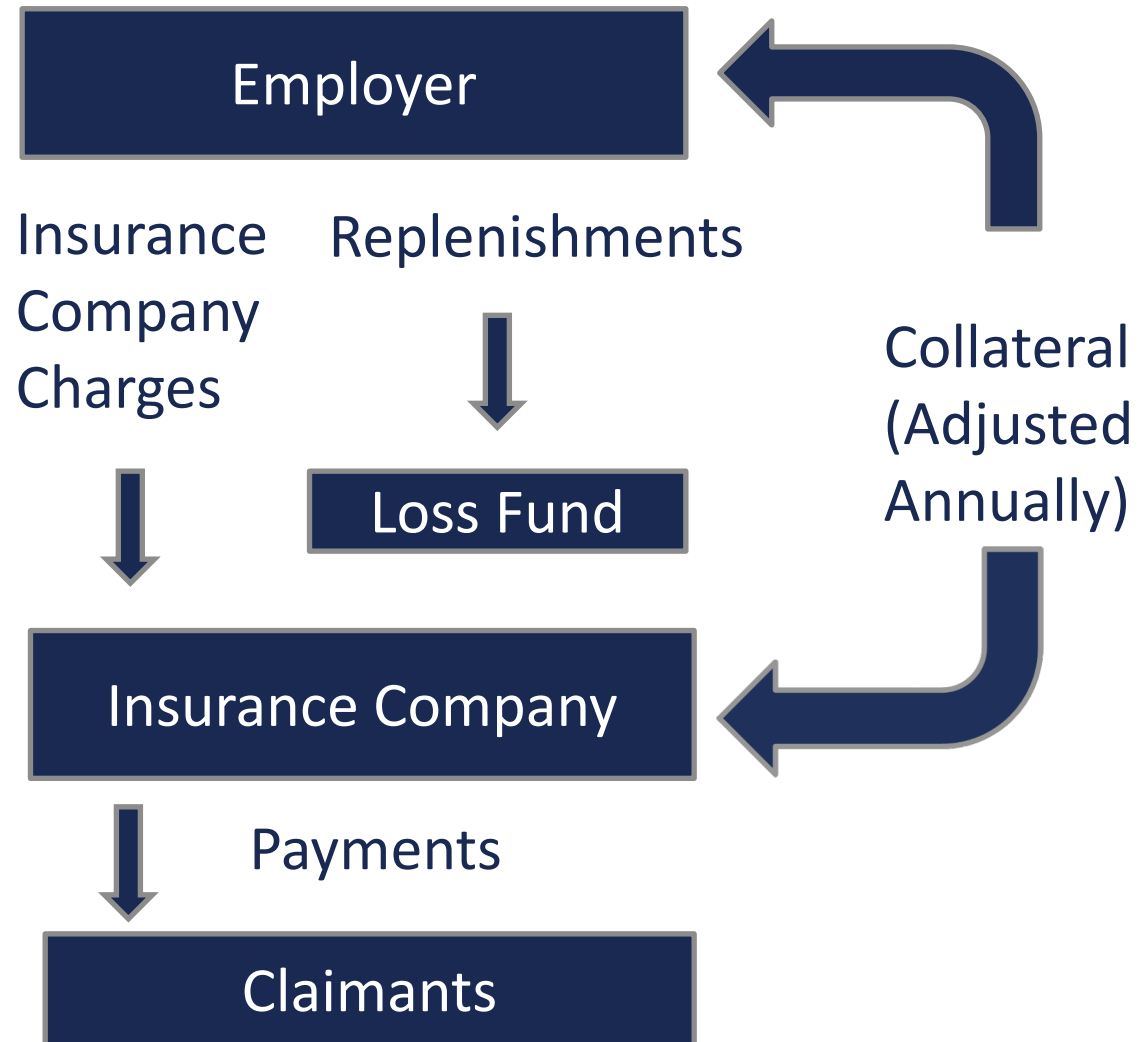 Employer
Insurance
Company
Charges
Replenishments
Collateral
(Adjusted
Annually)
Loss Fund
Insurance Company
Payments
Claimants